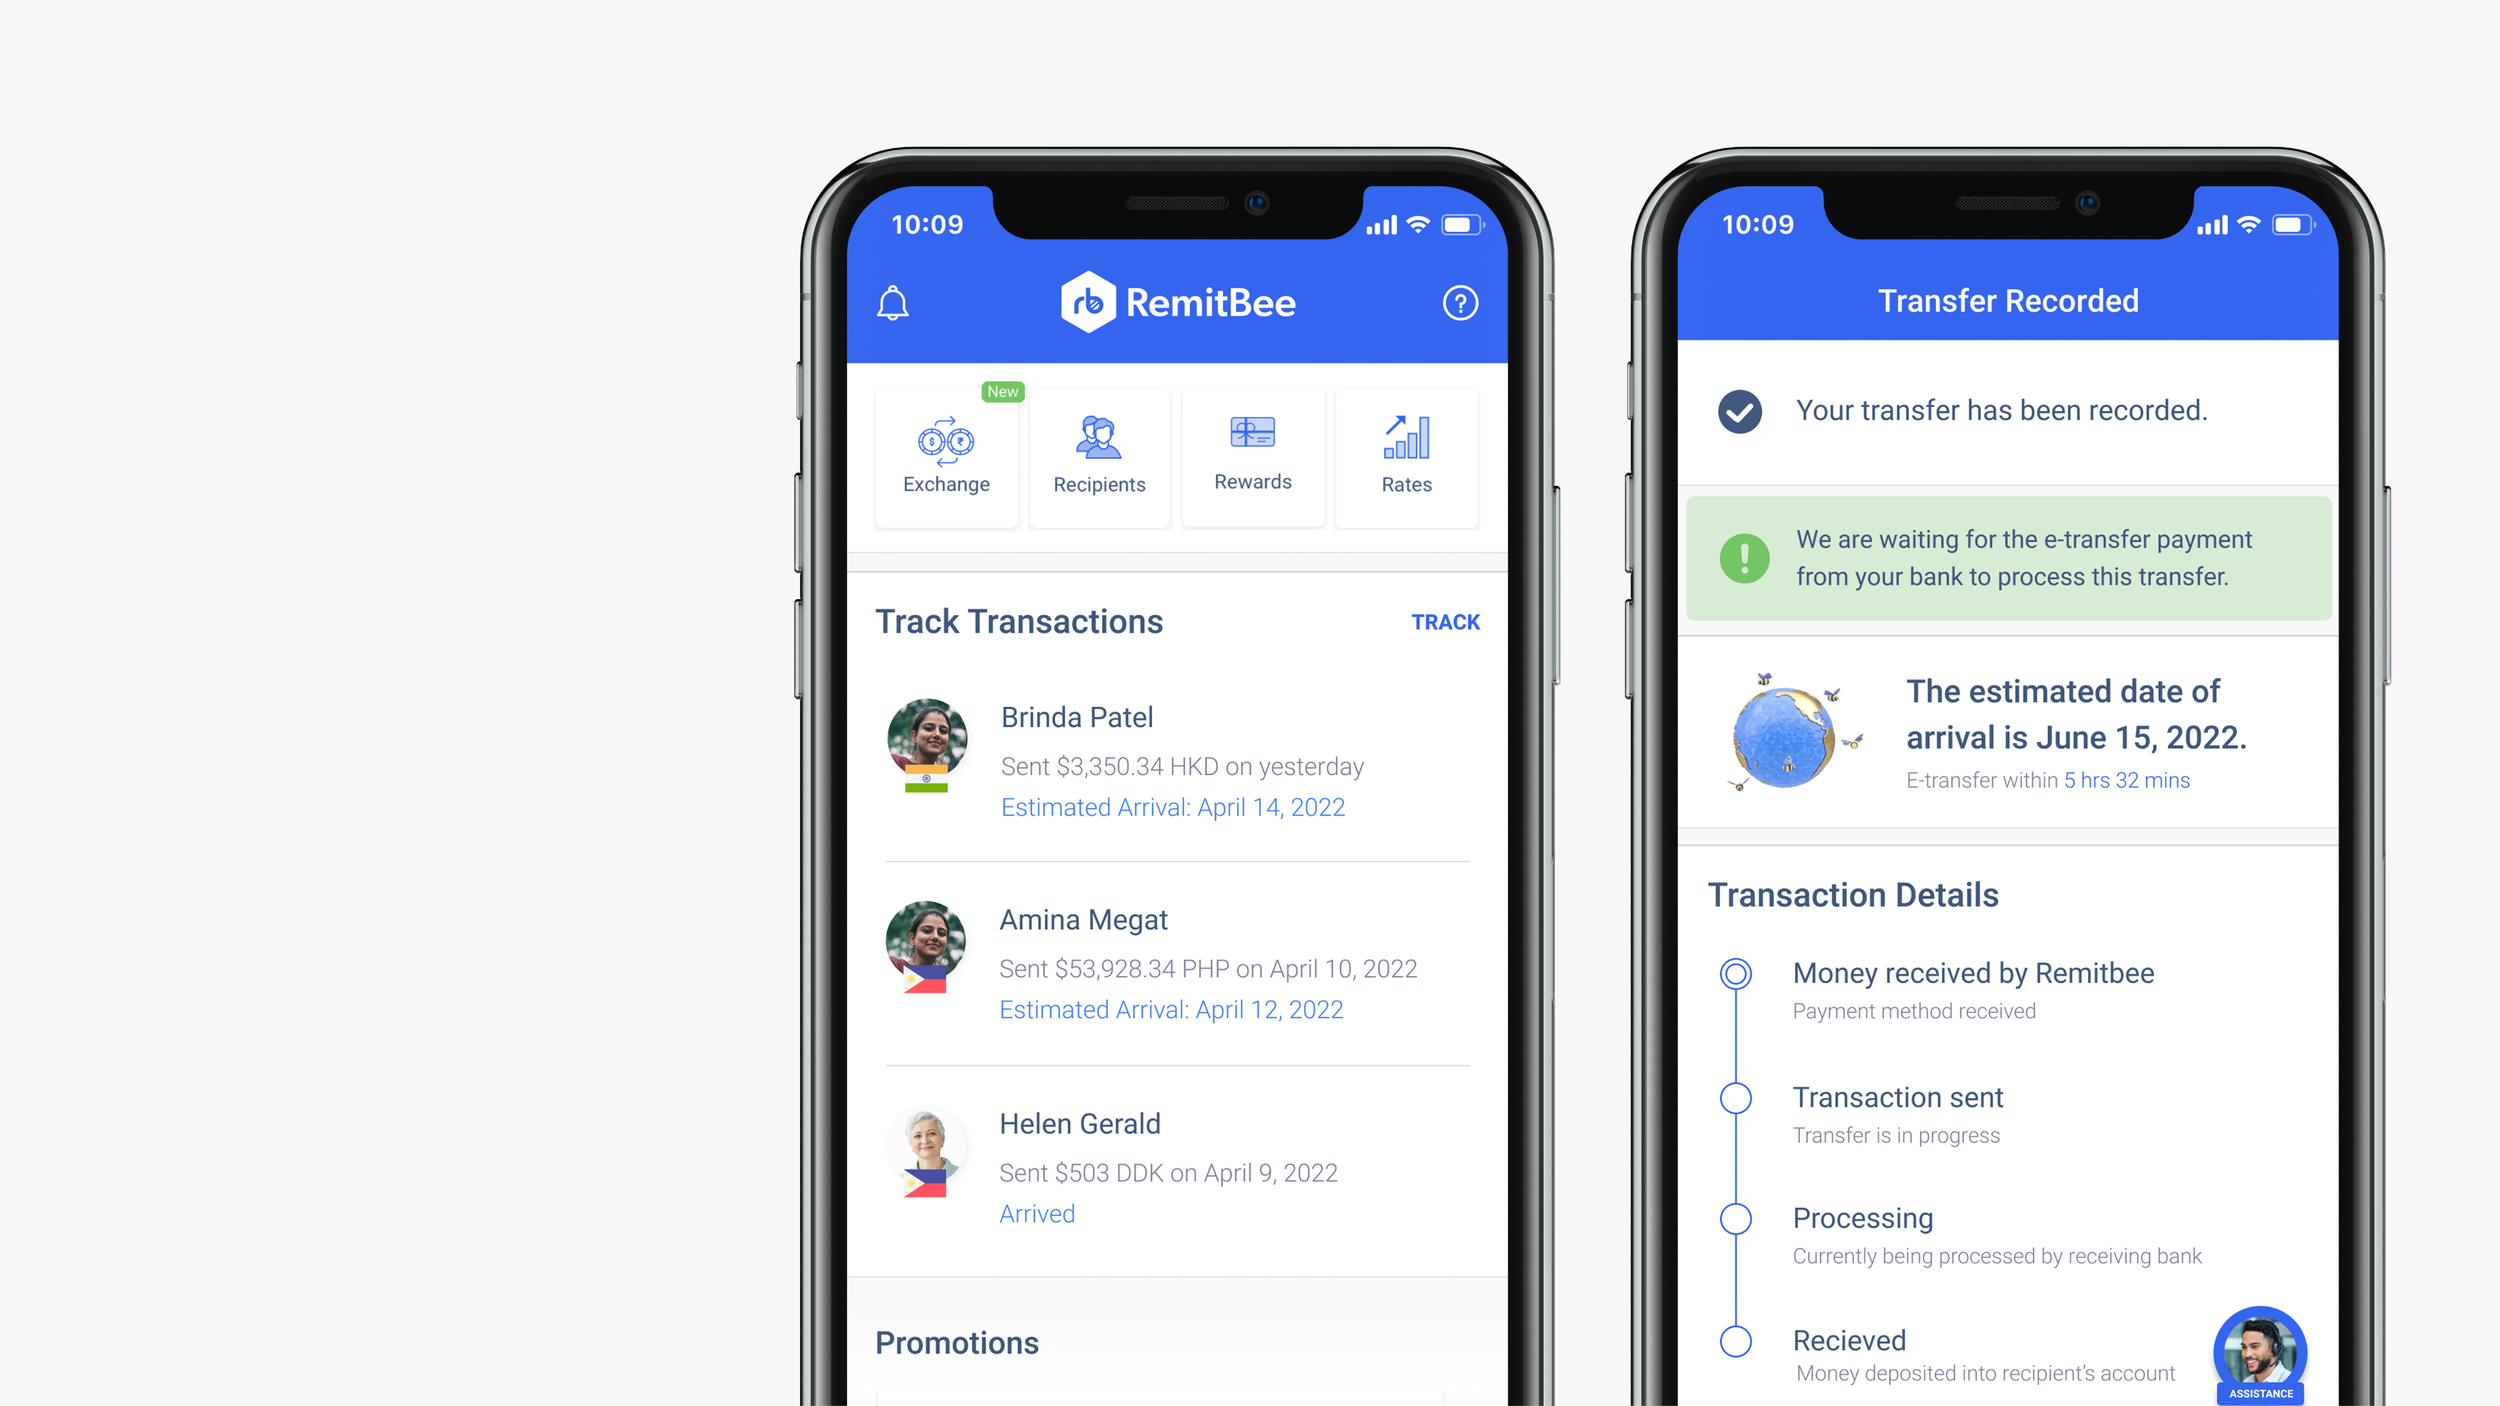 10:09
RemitBee
New
Exchange
Recipients
Rewards
Rates
Track Transactions
TRACK
Brinda Patel
Sent $3,350.34 HKD on yesterday
Estimated Arrival: April 14, 2022
Amina Megat
Sent $53,928.34 PHP on April 10, 2022
Estimated Arrival: April 12, 2022
Helen Gerald
Sent $503 DDK on April 9, 2022
Arrived
Promotions
10:09
Transfer Recorded
Your transfer has been recorded.
We are waiting for the e-transfer payment
from your bank to process this transfer.
The estimated date of
arrival is June 15, 2022.
E-transfer within 5 hrs 32 mins
Transaction Details
Money received by Remitbee
Payment method received
Transaction sent
Transfer is in progress
Processing
Currently being processed by receiving bank
Recieved
Money deposited into recipient's account
ASSISTANCE